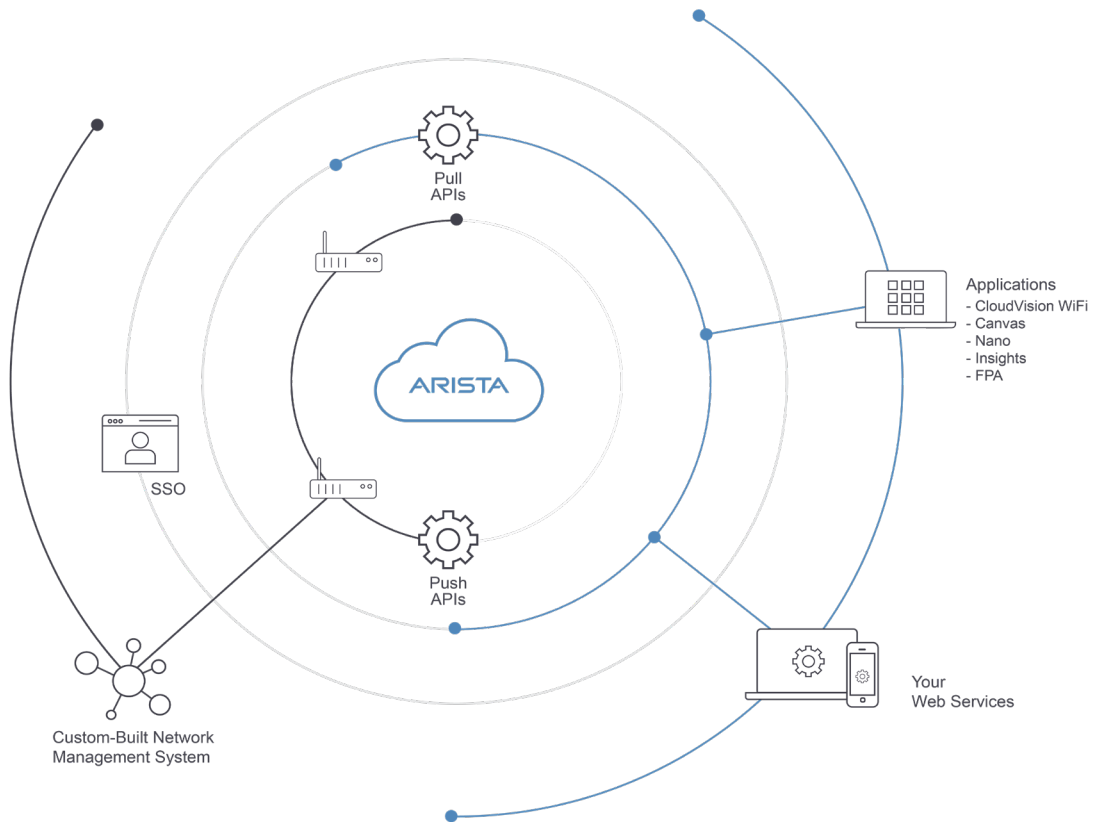 Pull
APIs
ARISTA
Applications
- CloudVision WiFi
- Canvas
- Nano
- Insights
- FPA
SSO
Push
APIs
Your
Web Services
Custom-Built Network
Management System